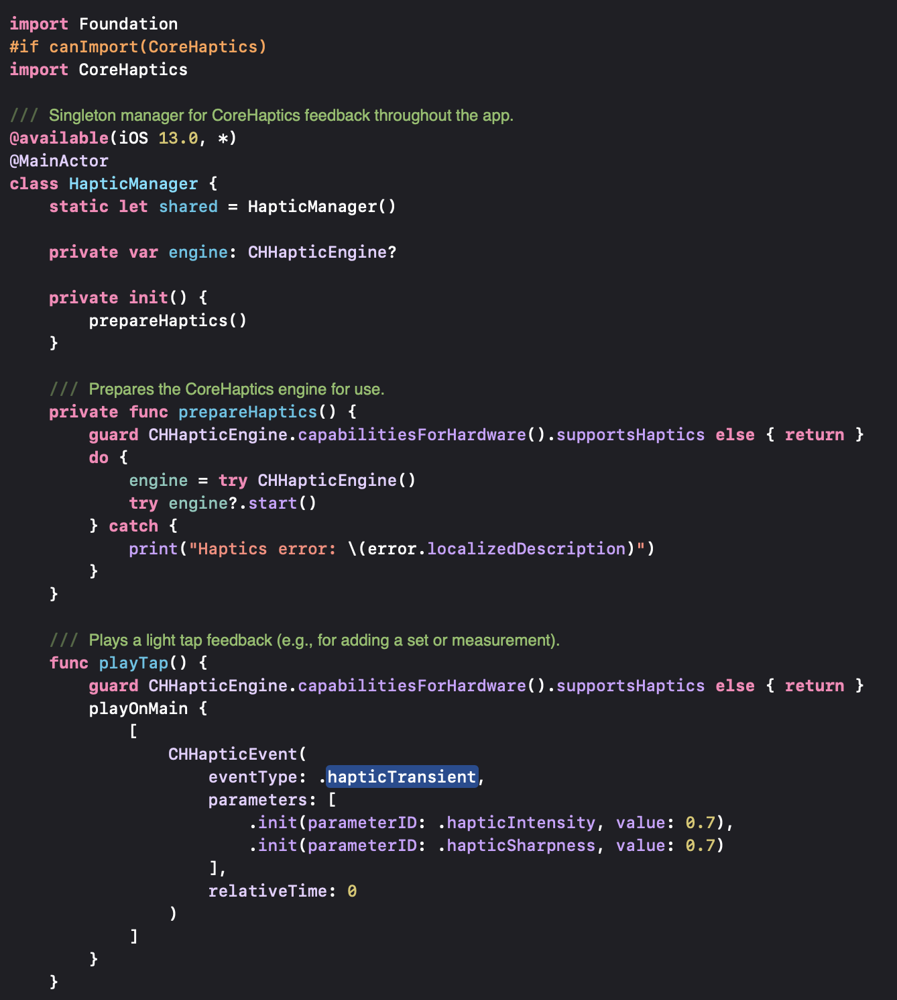 import Foundation
#if canImport(CoreHaptics)
import CoreHaptics

/// Singleton manager for CoreHaptics feedback throughout the app.
@available(iOS 13.0, *)
@MainActor
class HapticManager {
    static let shared = HapticManager()

    private var engine: CHHapticEngine?

    private init() {
        prepareHaptics()
    }

    /// Prepares the CoreHaptics engine for use.
    private func prepareHaptics() {
        guard CHHapticEngine.capabilitiesForHardware().supportsHaptics else { return }
        do {
            engine = try CHHapticEngine()
            try engine?.start()
        } catch {
            print("Haptics error: \(error.localizedDescription)")
        }
    }

    /// Plays a light tap feedback (e.g., for adding a set or measurement).
    func playTap() {
        guard CHHapticEngine.capabilitiesForHardware().supportsHaptics else { return }
        playOnMain {
            [
                CHHapticEvent(
                    eventType: .hapticTransient,
                    parameters: [
                        .init(parameterID: .hapticIntensity, value: 0.7),
                        .init(parameterID: .hapticSharpness, value: 0.7)
                    ],
                    relativeTime: 0
                )
            ]
        }
    }